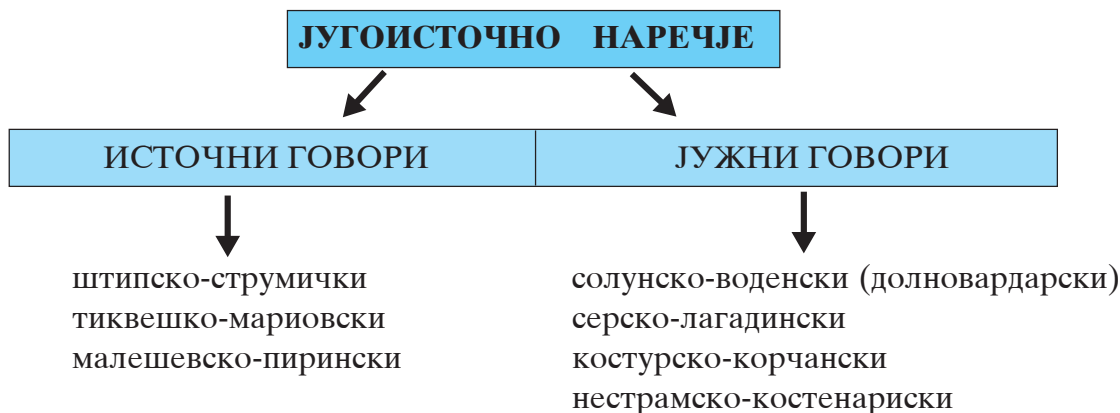 ЈУГОИСТОЧНО НАРЕЧЈЕ
ИСТОЧНИ ГОВОРИ
ЈУЖНИ ГОВОРИ
штипско-струмички
тиквешко-мариовски
малешевско-пирински
солунско-воденски (долновардарски)
серско-лагадински
костурско-корчански
нестрамско-костенариски